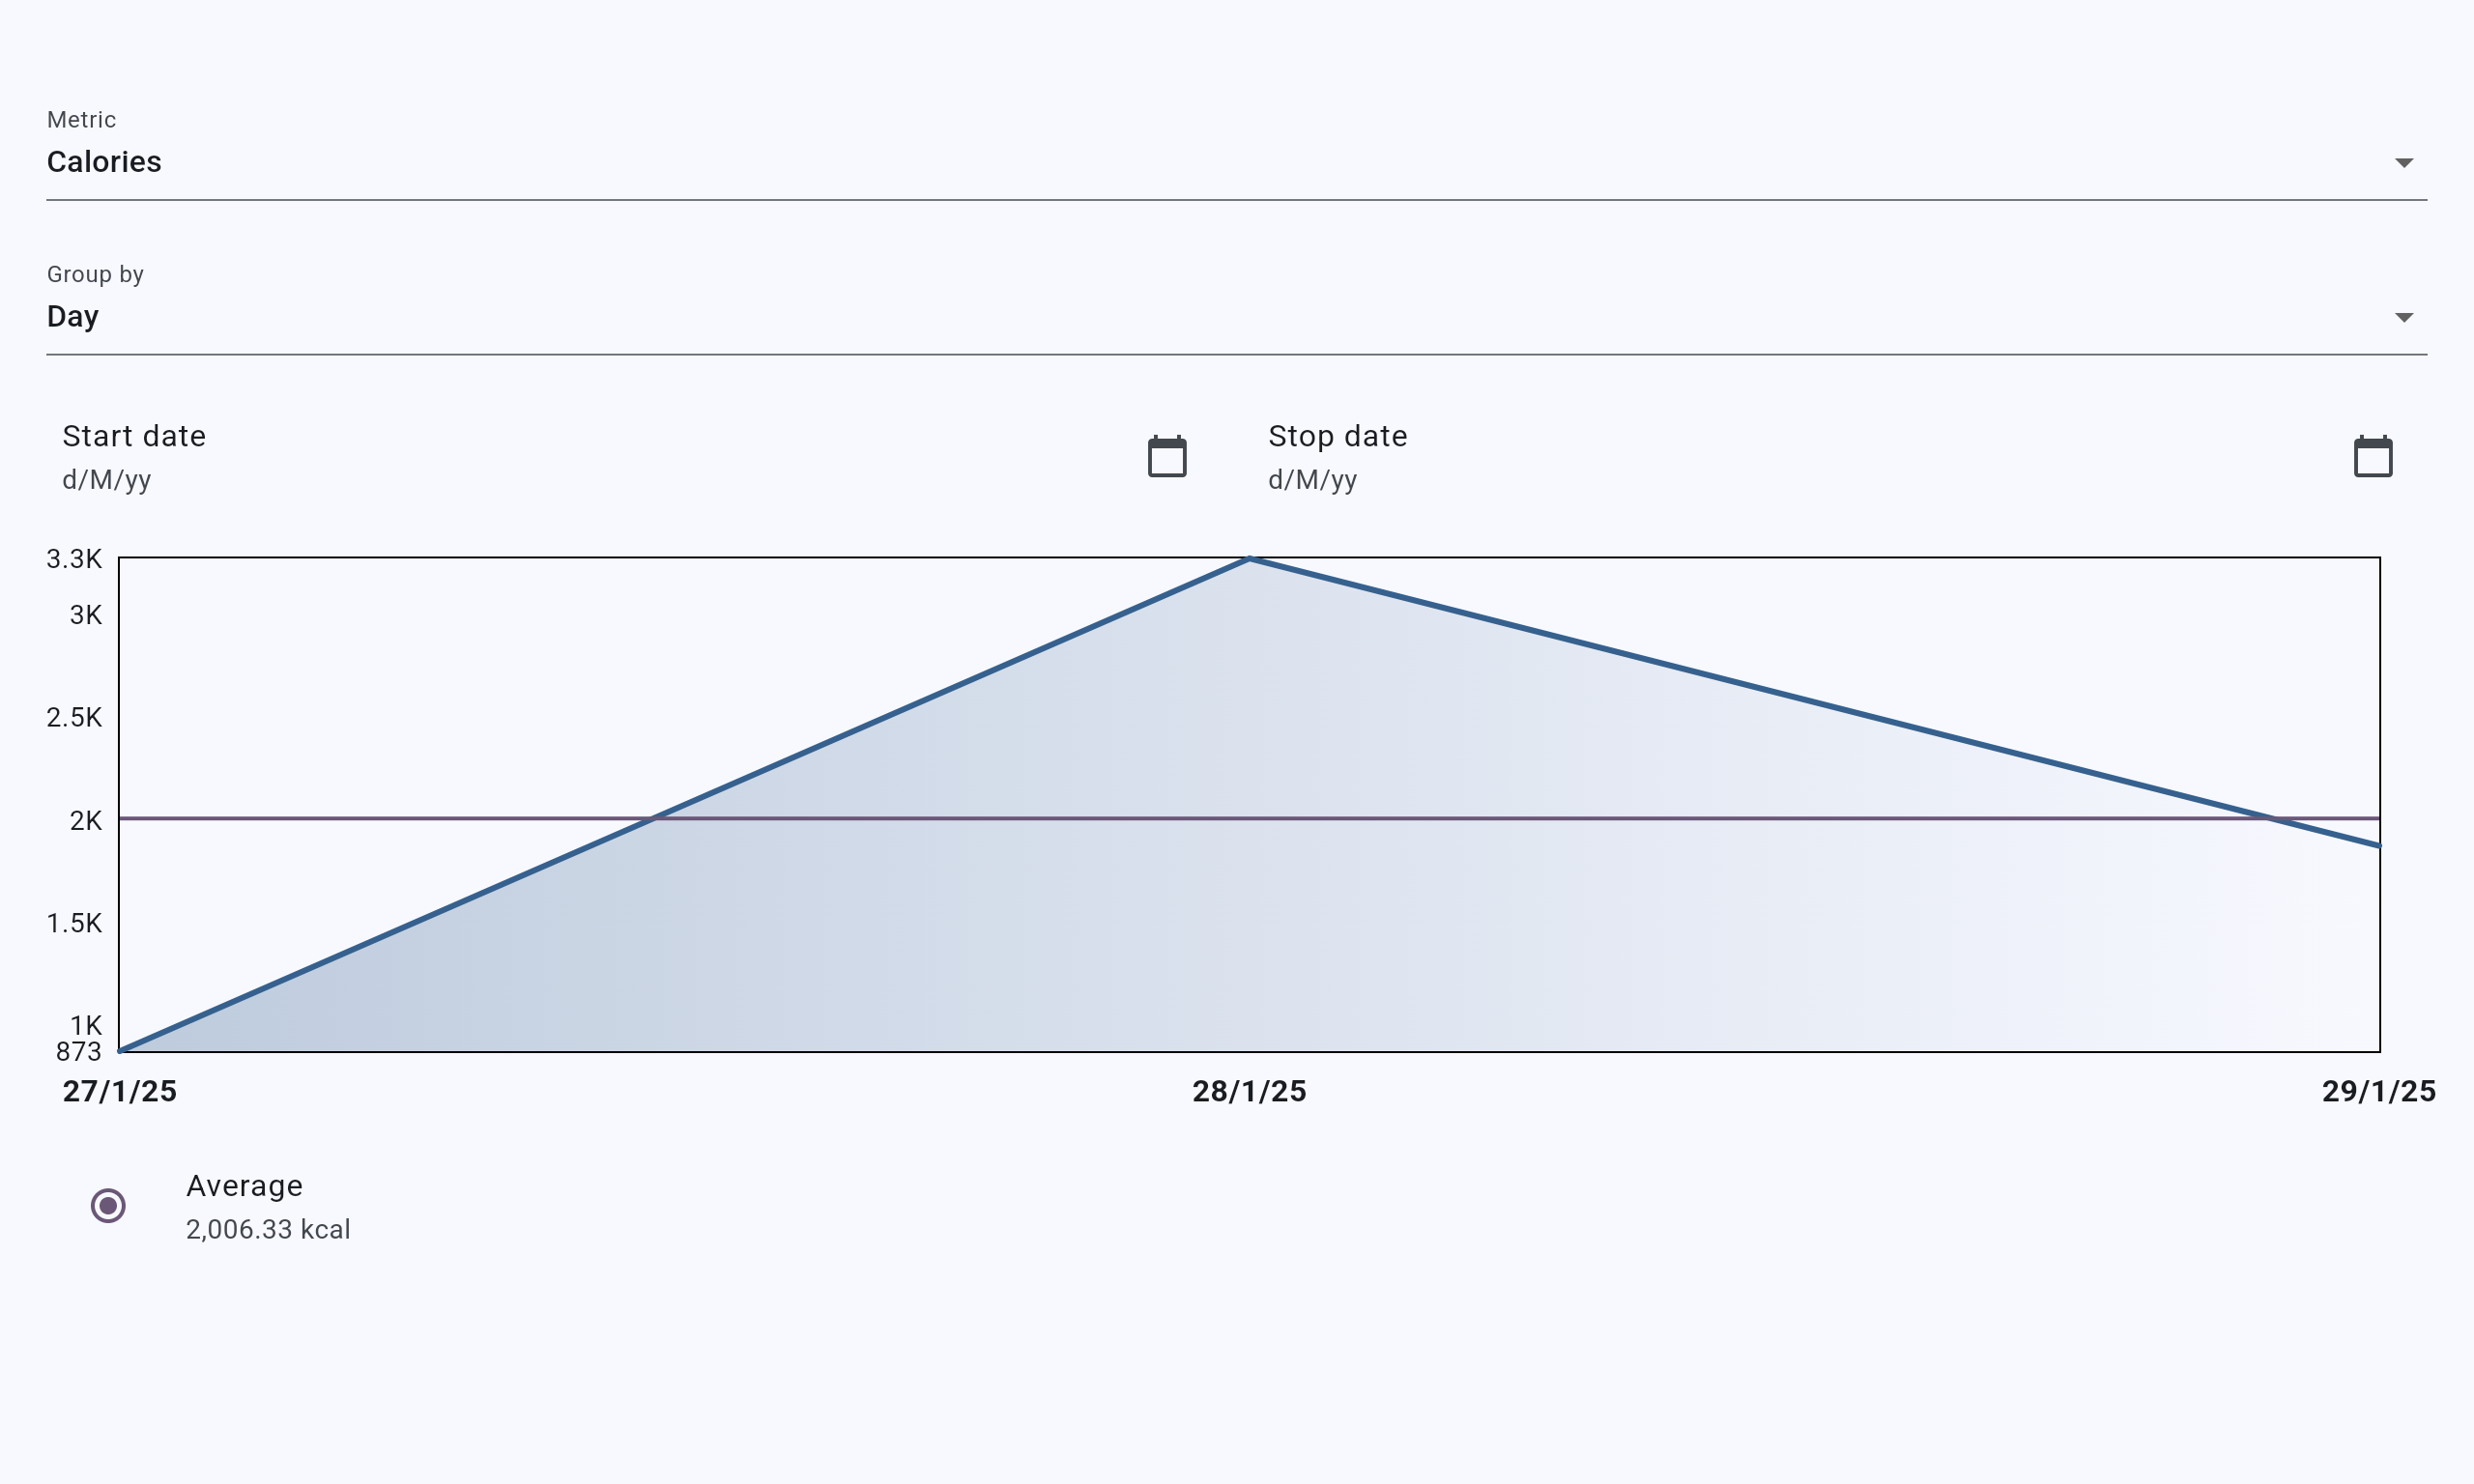 Metric
Calories
Group by
Day
Start date
d/M/yy
Stop date
d/M/yy
3.3K
3K
2.5K
2K
1.5K
1K
873
27/1/25
28/1/25
29/1/25
Average
2,006.33 kcal